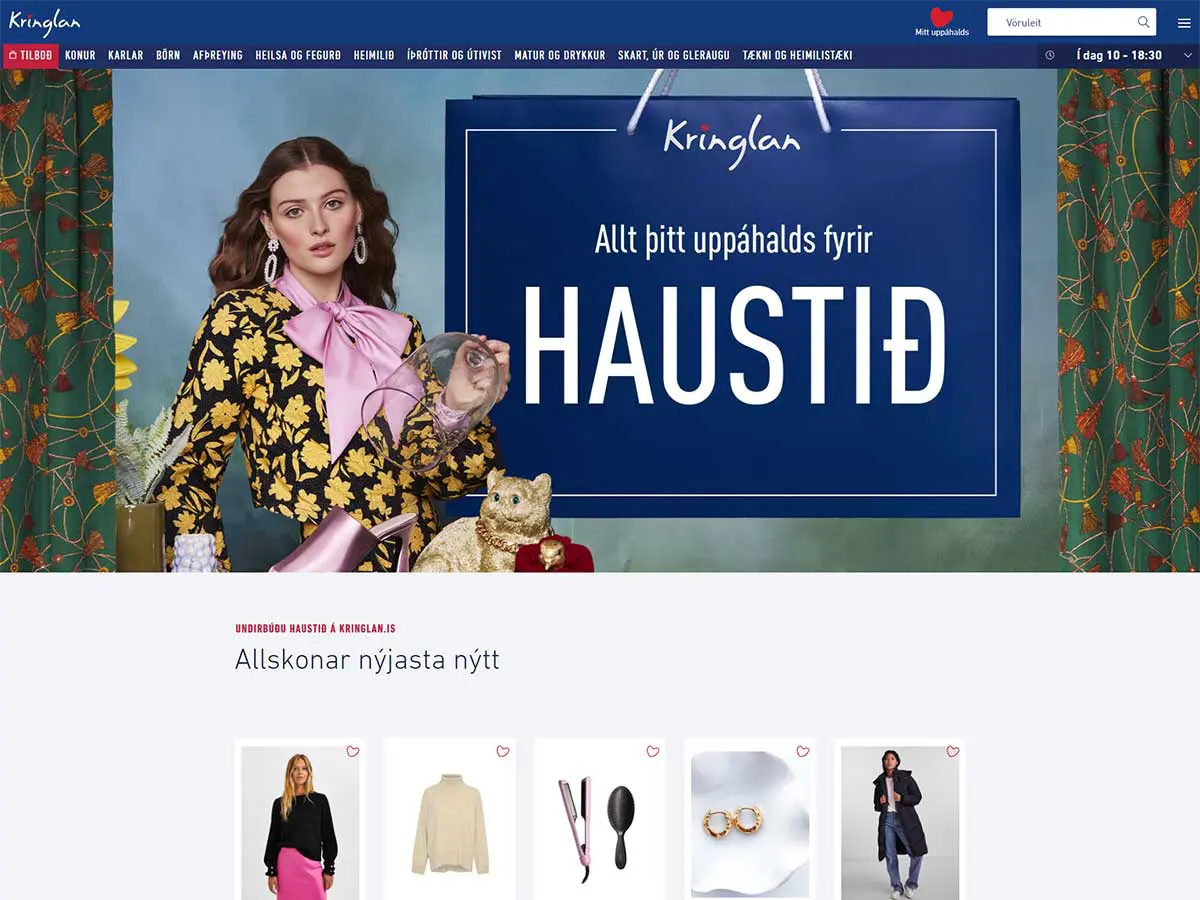 Kringlan
Mitt uppáhalds
Vöruleit
TILBOÐ KONUR KARLAR BÖRN AFÞREYING HEILSA OG FEGURÐ HEIMILIÐ ÍÞRÓTTIR OG ÚTIVIST MATUR OG DRYKKUR SKART, ÚR OG GLERAUGU TÆKNI OG HEIMILISTÆKI Í dag 10 - 18:30
Kringlan
Allt þitt uppáhalds fyrir
HAUSTIÐ
UNDIRBÚÐU HAUSTIÐ Á KRINGLAN.IS
Allskonar nýjasta nýtt